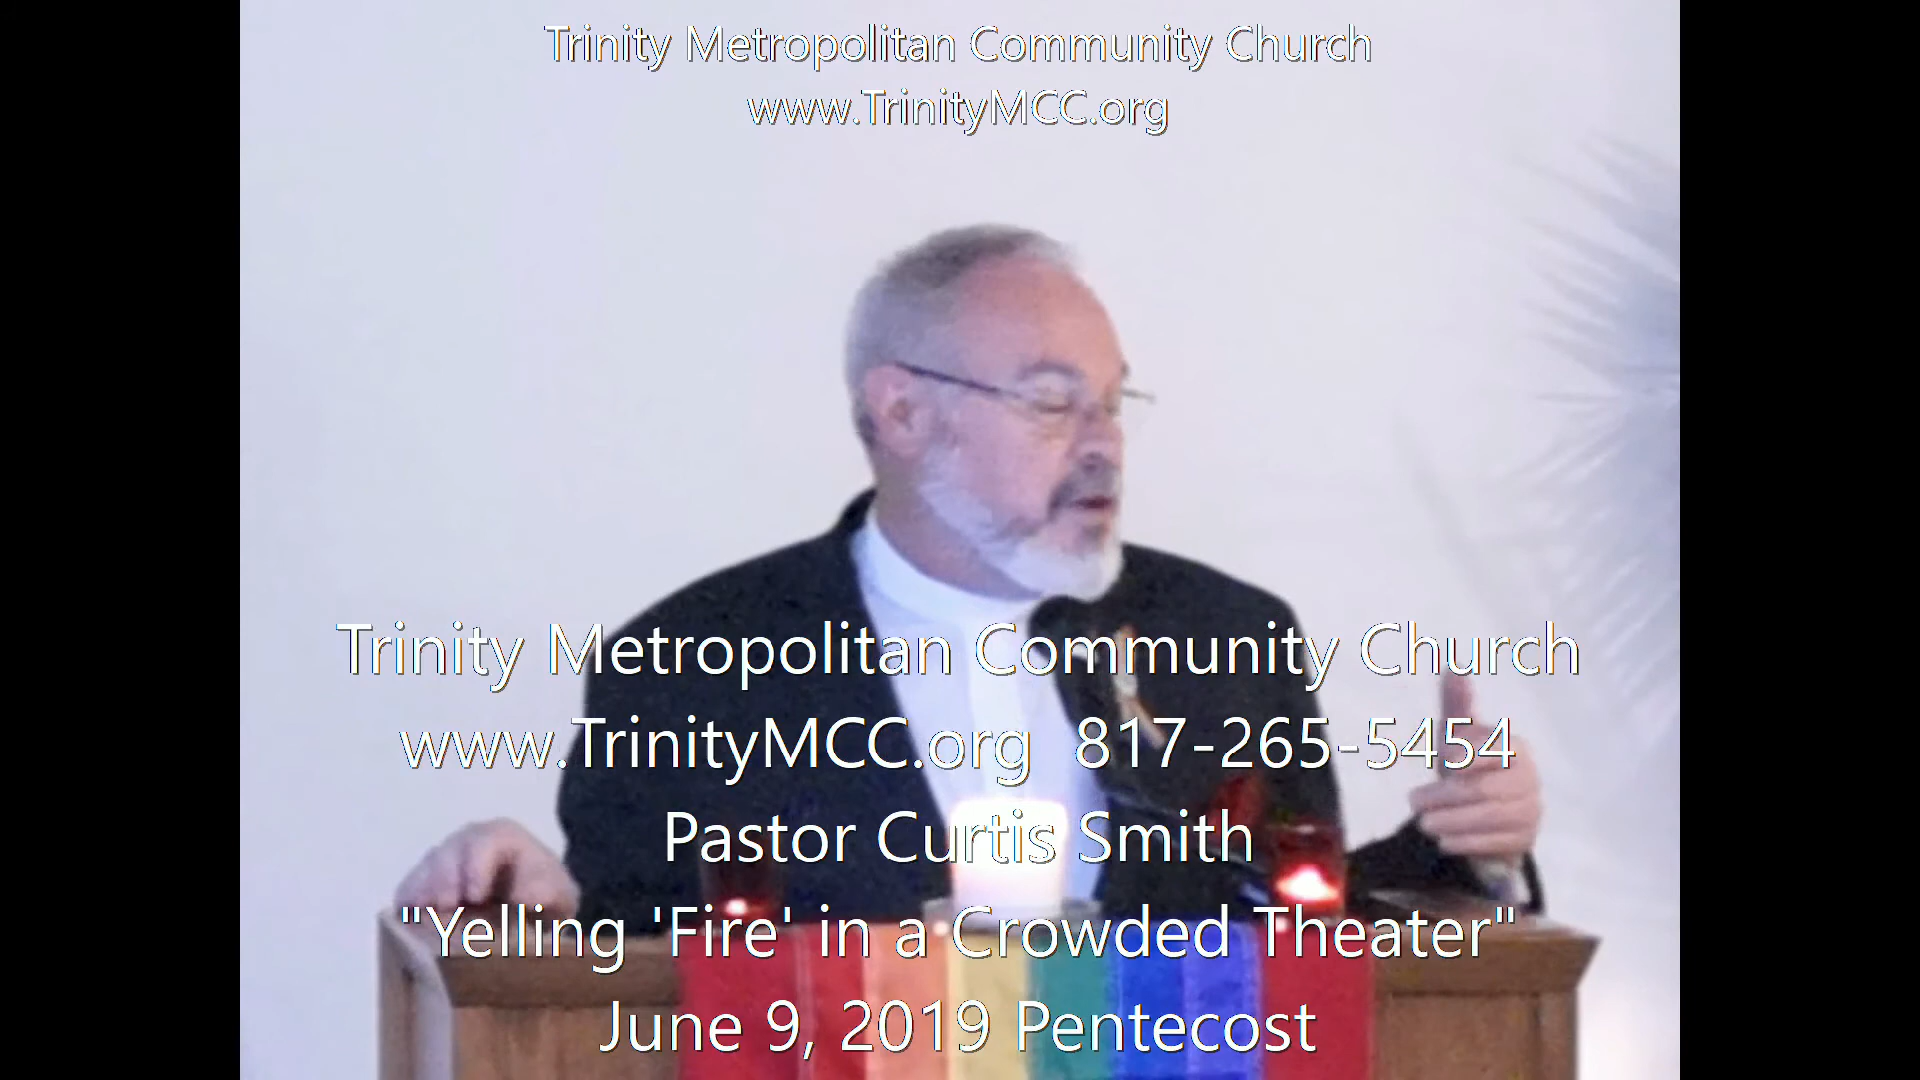 Trinity Metropolitan Community Church
www.TrinityMCC.org
Trinity Metropolitan Community Church
www.TrinityMCC.org 817-265-5454
Pastor Curtis Smith
"Yelling 'Fire' in a Crowded Theater"
June 9, 2019 Pentecost